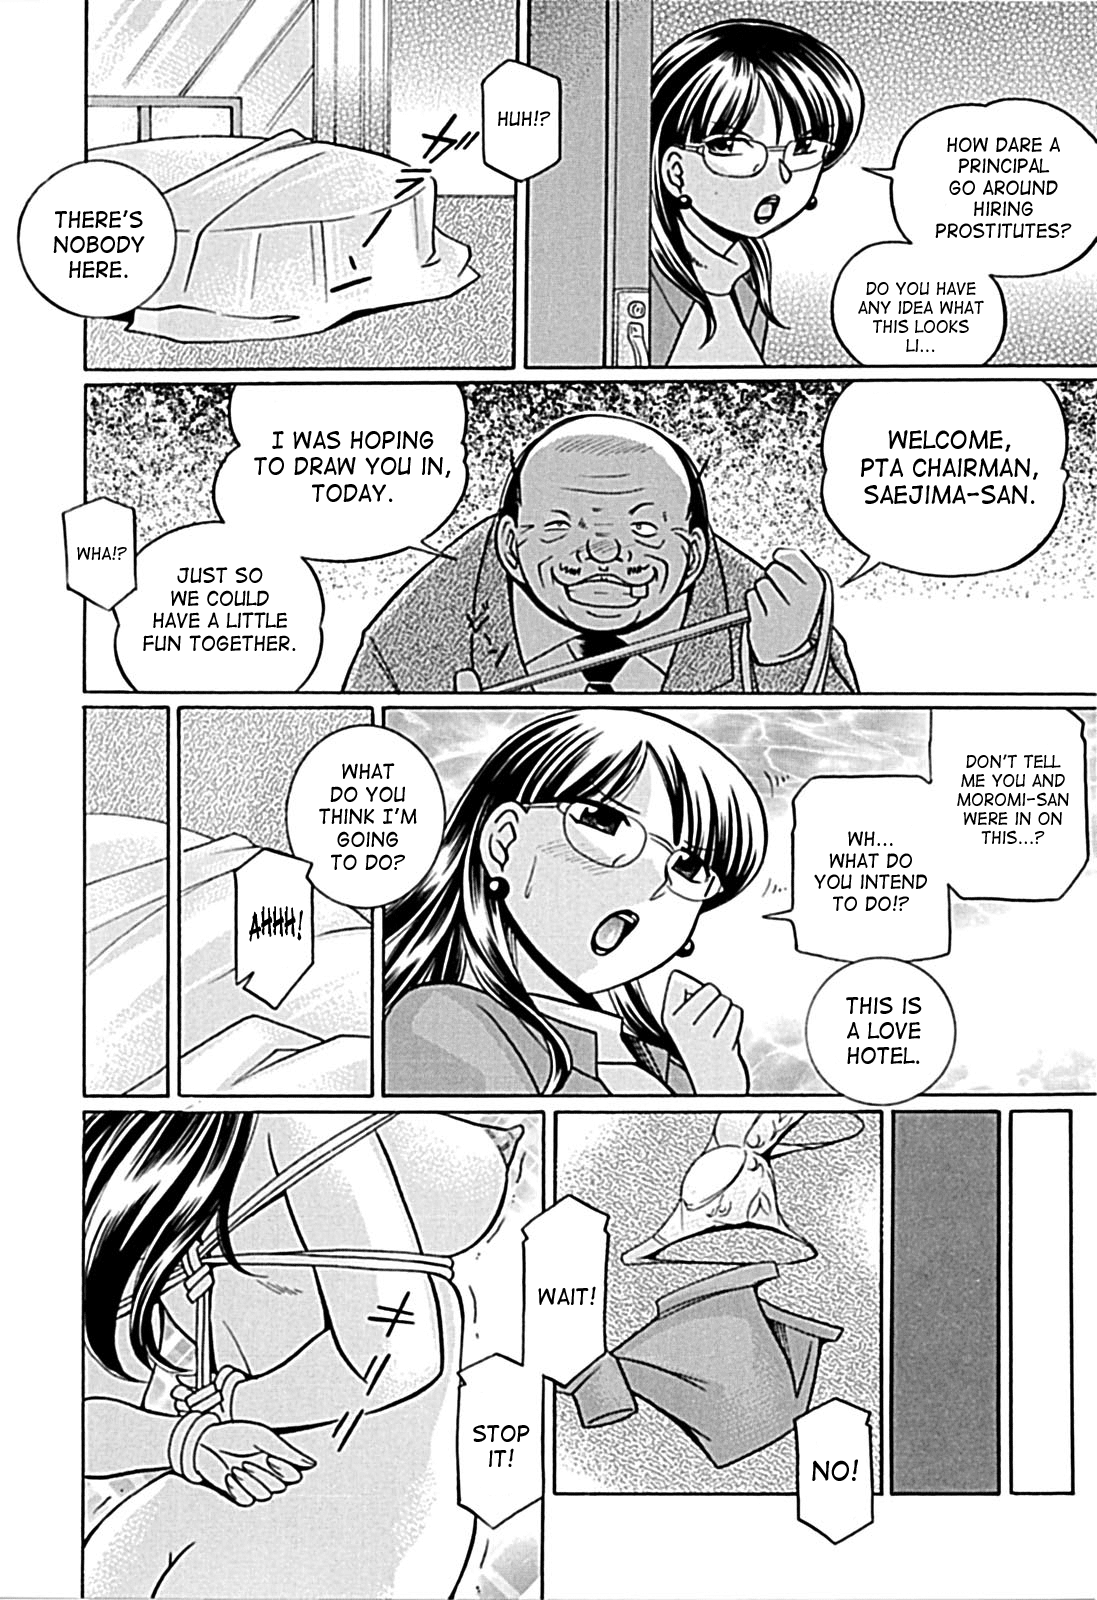 HOW DARE A
PRINCIPAL
GO AROUND
HIRING
PROSTITUTES?
DO YOU HAVE
ANY IDEA WHAT
THIS LOOKS
LI...
HUH!?
THERE'S
NOBODY
HERE.
WELCOME,
PTA CHAIRMAN,
SAEJIMA-SAN.
I WAS HOPING
TO DRAW YOU IN,
TODAY.
JUST SO
WE COULD
HAVE A LITTLE
FUN TOGETHER.
WHA!?
DON'T TELL
ME YOU AND
MOROMI-SAN
WERE IN ON
THIS...?
WH...
WHAT DO
YOU INTEND
TO DO!?
THIS IS
A LOVE
HOTEL.
WHAT
DO YOU
THINK I'M
GOING
TO DO?
AHHH!
NO!
WAIT!
STOP
IT!